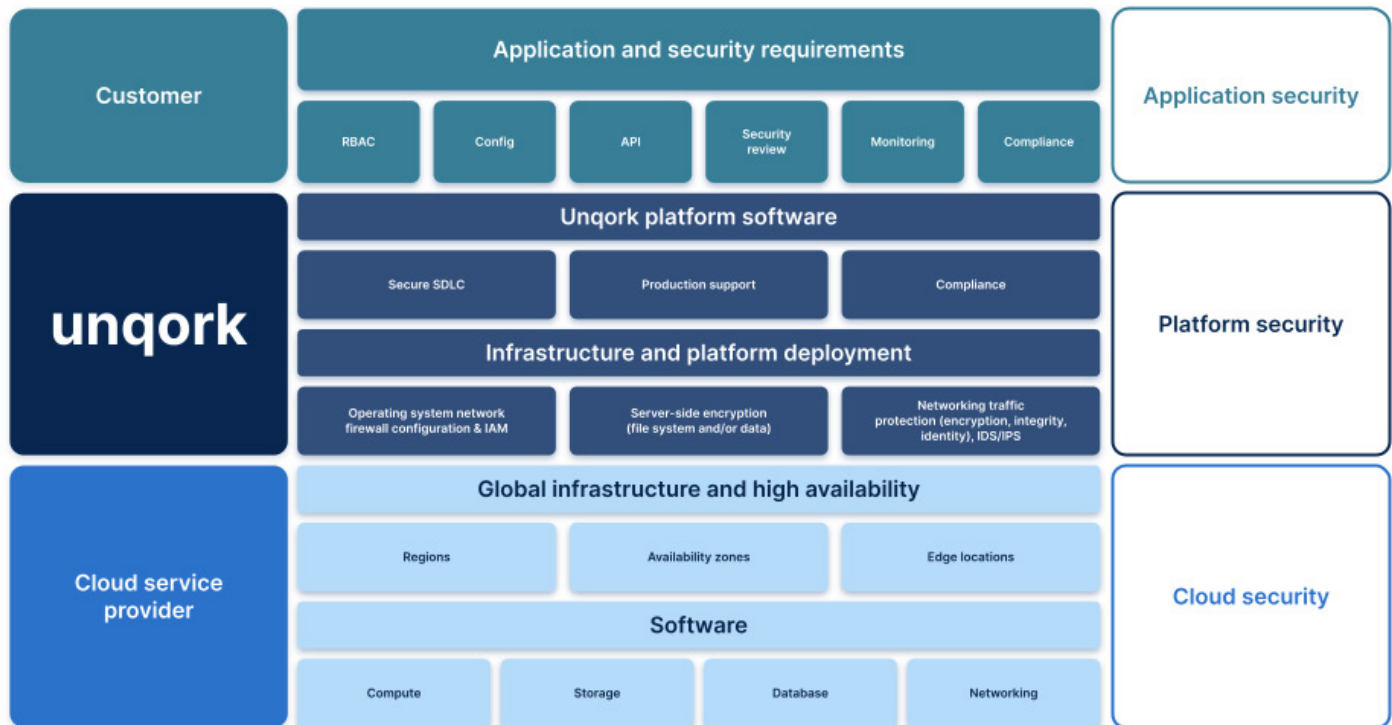 Customer
Application and security requirements
Application security
RBAC
Config
API
Security
review
Monitoring
Compliance
unqork
Unqork platform software
Platform security
Secure SDLC
Production support
Compliance
Infrastructure and platform deployment
Operating system network
firewall configuration & IAM
Server-side encryption
(file system and/or data)
Networking traffic
protection (encryption, integrity,
identity), IDS/IPS
Cloud service
provider
Global infrastructure and high availability
Cloud security
Regions
Availability zones
Edge locations
Software
Compute
Storage
Database
Networking